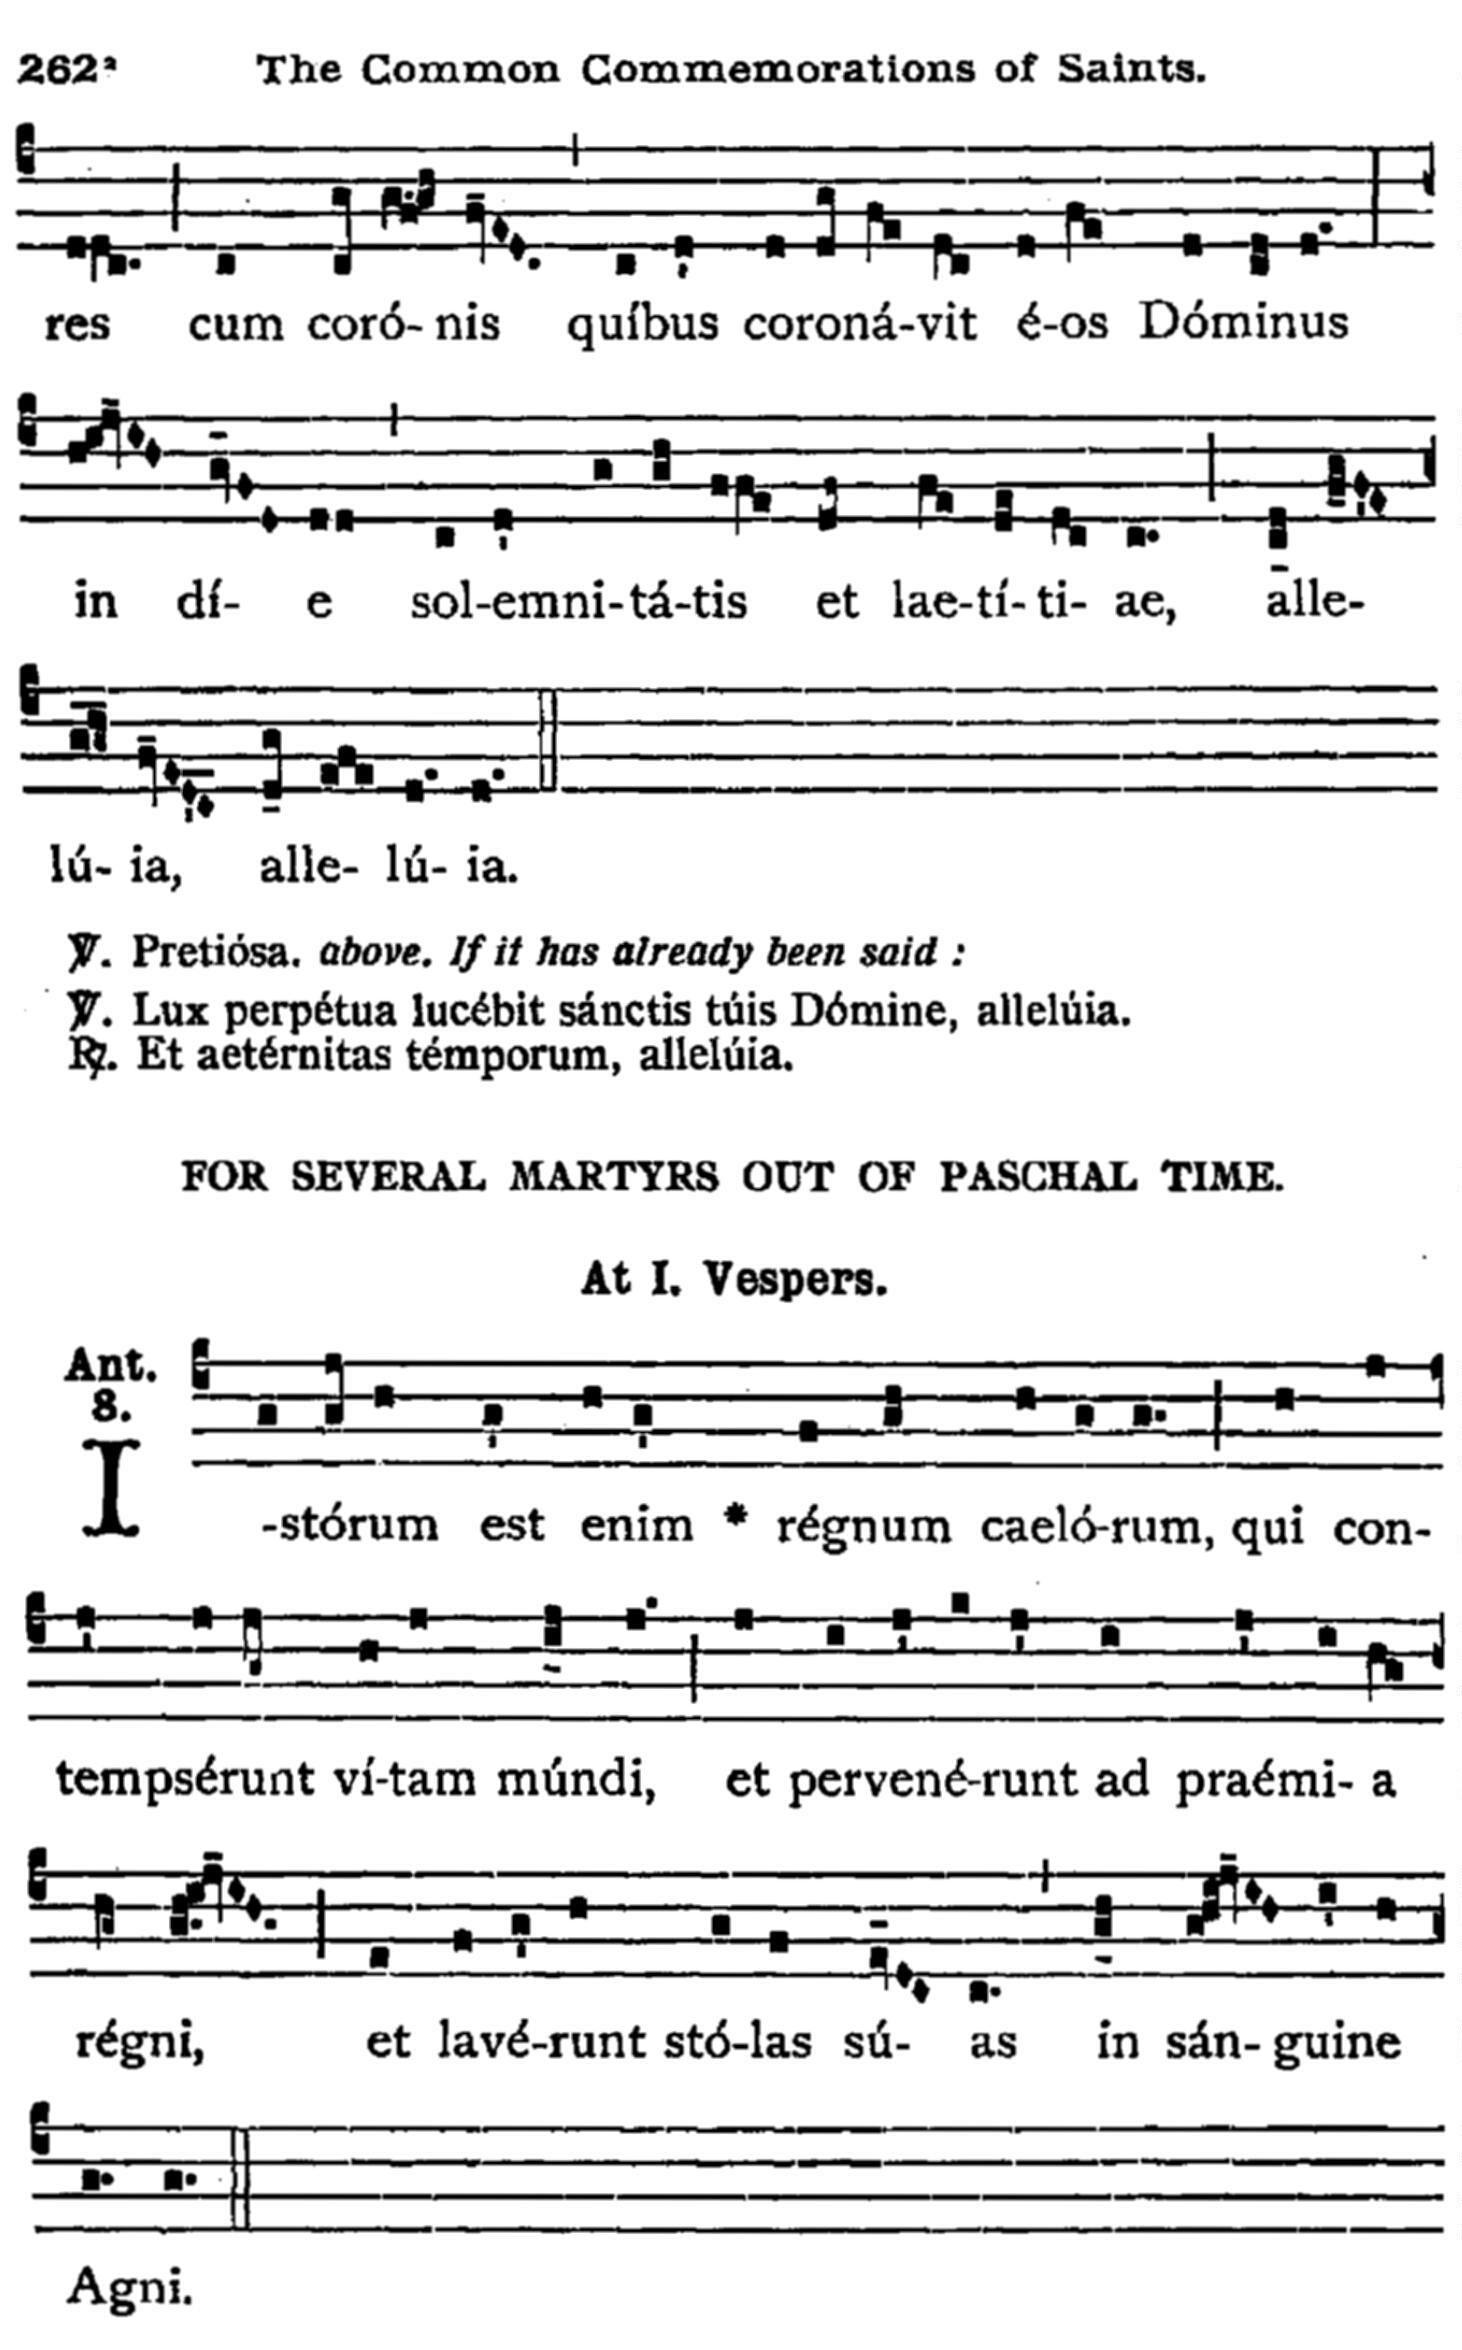 262² The Common Commemorations of Saints.
res cum coró- nis quíbus coroná-vit é-os Dóminus
in dí- e sol-emni-tá-tis et lae-tí- ti- ae, alle-
lú- ia, alle- lú- ia.
℣. Pretiósa. above. If it has already been said :
℣. Lux perpétua lucébit sánctis túis Dómine, allelúia.
℟. Et aetérnitas témporum, allelúia.
FOR SEVERAL MARTYRS OUT OF PASCHAL TIME.
At I. Vespers.
Ant.
8.
I-stórum est enim * régnum caeló-rum, qui con-
tempsérunt ví-tam múndi, et pervené-runt ad praémi- a
régni, et lavé-runt stó-las sú- as in sán- guine
Agni.